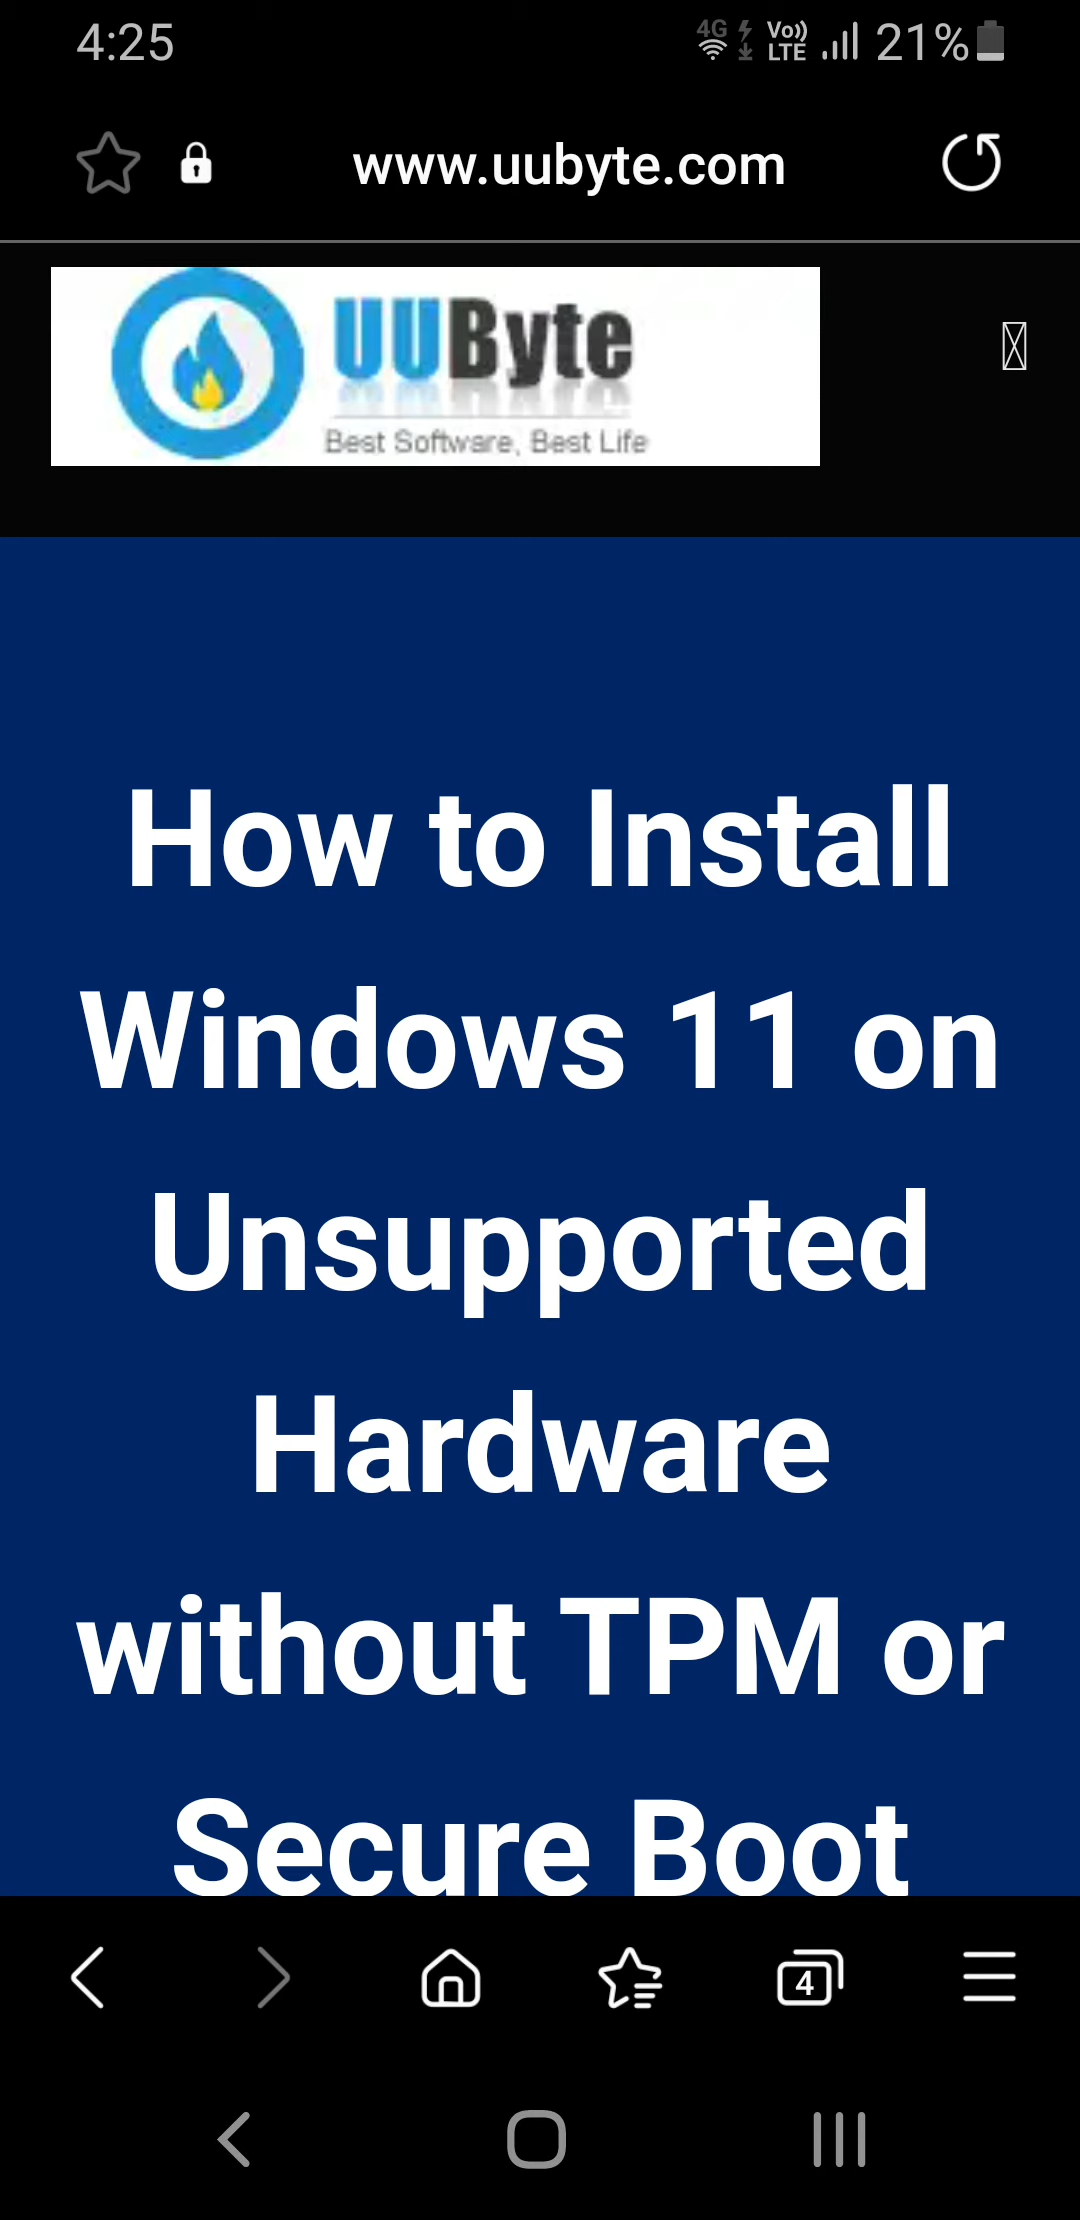 4:25
4G Vo)) LTE 21%
www.uubyte.com
UUByte
Best Software, Best Life
How to Install
Windows 11 on
Unsupported
Hardware
without TPM or
Secure Boot
4